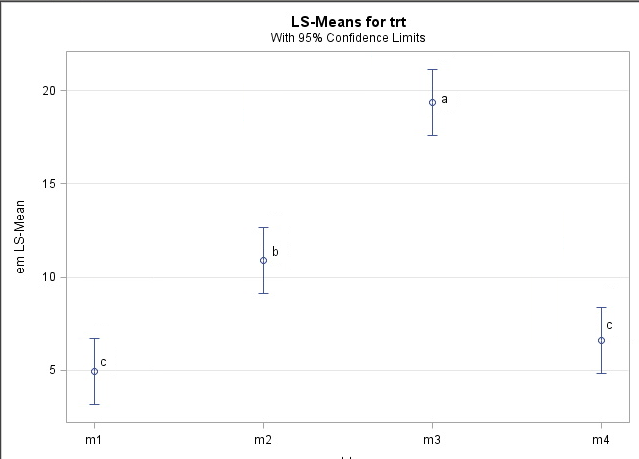 LS-Means for trt
With 95% Confidence Limits
em LS-Mean
20
15
10
5
a
b
c
c
m1 m2 m3 m4